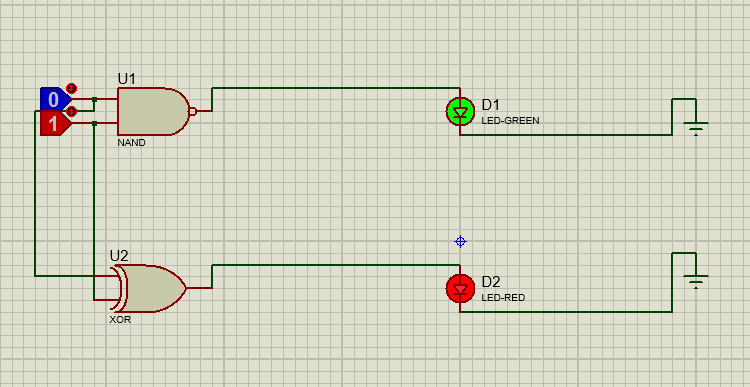 U1
0
1
NAND
D1
LED-GREEN
U2
XOR
D2
LED-RED